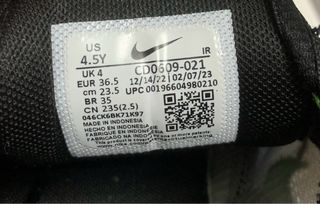 US IR
4.5Y
UK 4 CD0609-021
EUR 36.5 12/14/22 02/07/23
cm 23.5 UPC 00196604980210
BR 35
CN 235(2.5)
046CK6BK71K97
MADE IN INDONESIA
HECHO EN INDONESIA
FABRIQUE EN INDONESIE